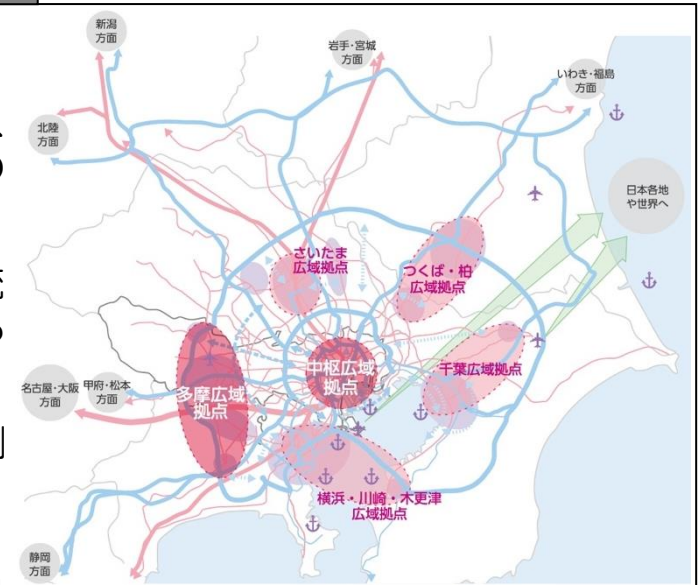 新潟
方面
岩手・宮城
方面
いわき・福島
方面
北陸
方面
日本各地
や世界へ
さいたま
広域拠点
つくば・柏
広域拠点
中枢広域
拠点
千葉広域拠点
名古屋・大阪
方面
甲府・松本
方面
多摩広域
拠点
横浜・川崎・木更津
広域拠点
静岡
方面